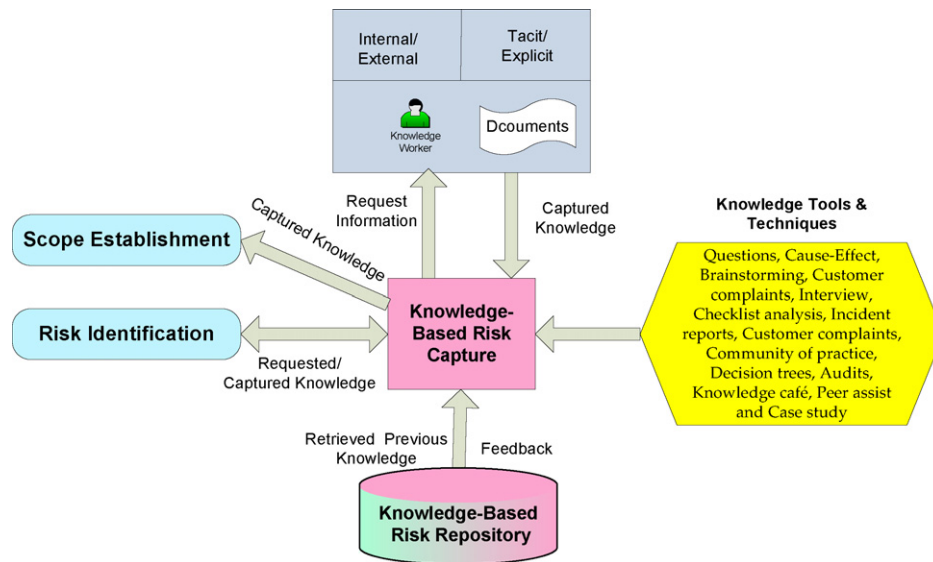 Internal/
External
Tacit/
Explicit
Knowledge
Worker
Dcouments
Request
Information
Captured
Knowledge
Captured Knowledge
Scope Establishment
Risk Identification
Requested/
Captured Knowledge
Knowledge-
Based Risk
Capture
Knowledge Tools &
Techniques
Questions, Cause-Effect,
Brainstorming, Customer
complaints, Interview,
Checklist analysis, Incident
reports, Customer complaints,
Community of practice,
Decision trees, Audits,
Knowledge café, Peer assist
and Case study
Retrieved Previous
Knowledge
Feedback
Knowledge-Based
Risk Repository